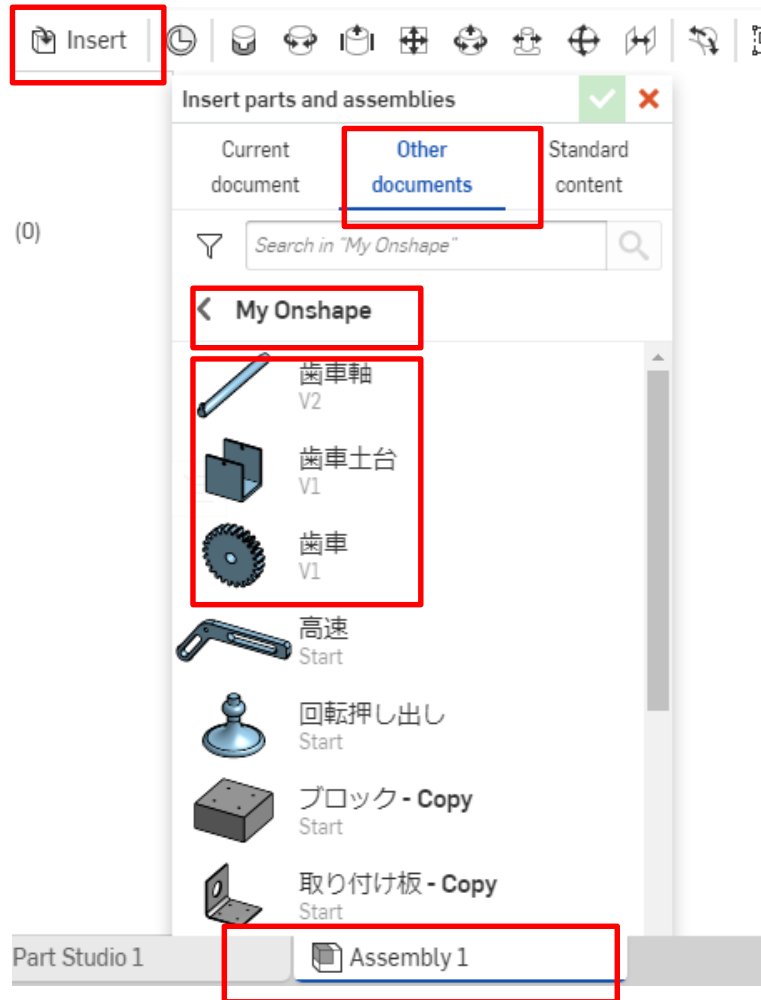 Insert
Insert parts and assemblies
Current document
Other documents
Standard content
(0)
Search in "My Onshape"
My Onshape
歯車軸
V2
歯車土台
V1
歯車
V1
高速
Start
回転押し出し
Start
ブロック - Copy
Start
取り付け板 - Copy
Start
Part Studio 1
Assembly 1